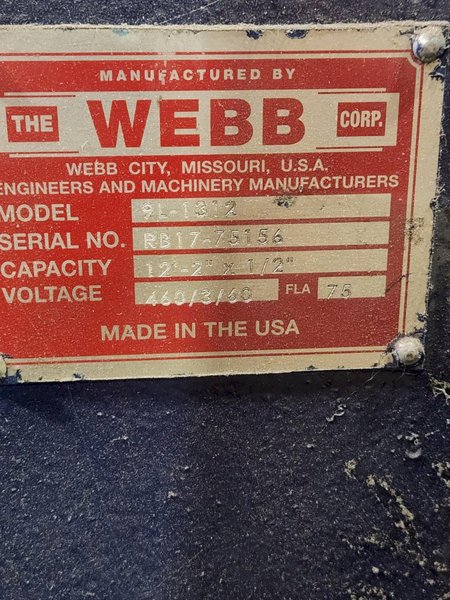 MANUFACTURED BY
THE WEBB CORP.
WEBB CITY, MISSOURI, U.S.A.
ENGINEERS AND MACHINERY MANUFACTURERS
MODEL 9L-1312
SERIAL NO. RB17-75156
CAPACITY 12'-2" x 1/2"
VOLTAGE 460/3/60 FLA 75
MADE IN THE USA